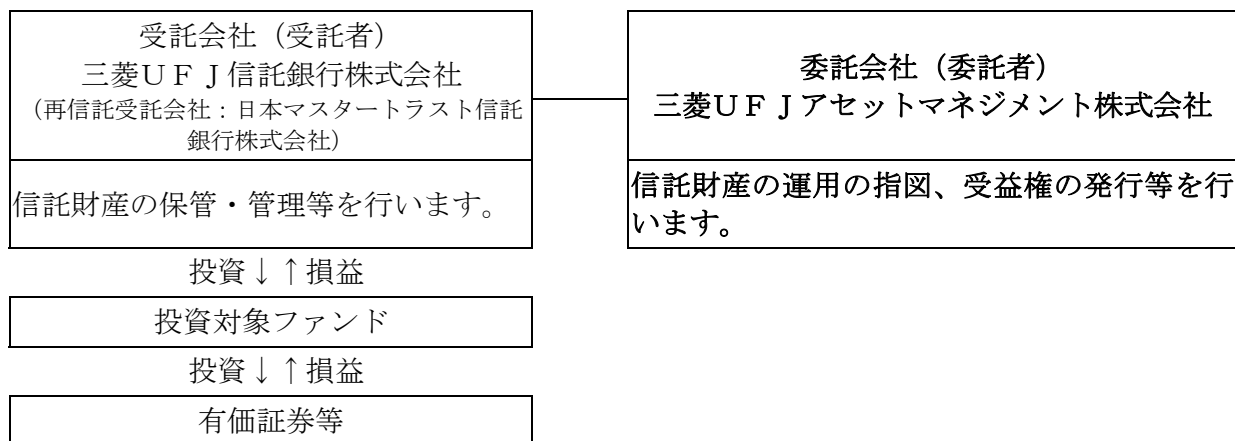 受託会社（受託者）
三菱ＵＦＪ信託銀行株式会社
（再信託受託会社：日本マスタートラスト信託
銀行株式会社）
信託財産の保管・管理等を行います。
委託会社（委託者）
三菱ＵＦＪアセットマネジメント株式会社
信託財産の運用の指図、受益権の発行等を行
います。
投資↓↑損益
投資対象ファンド
投資↓↑損益
有価証券等